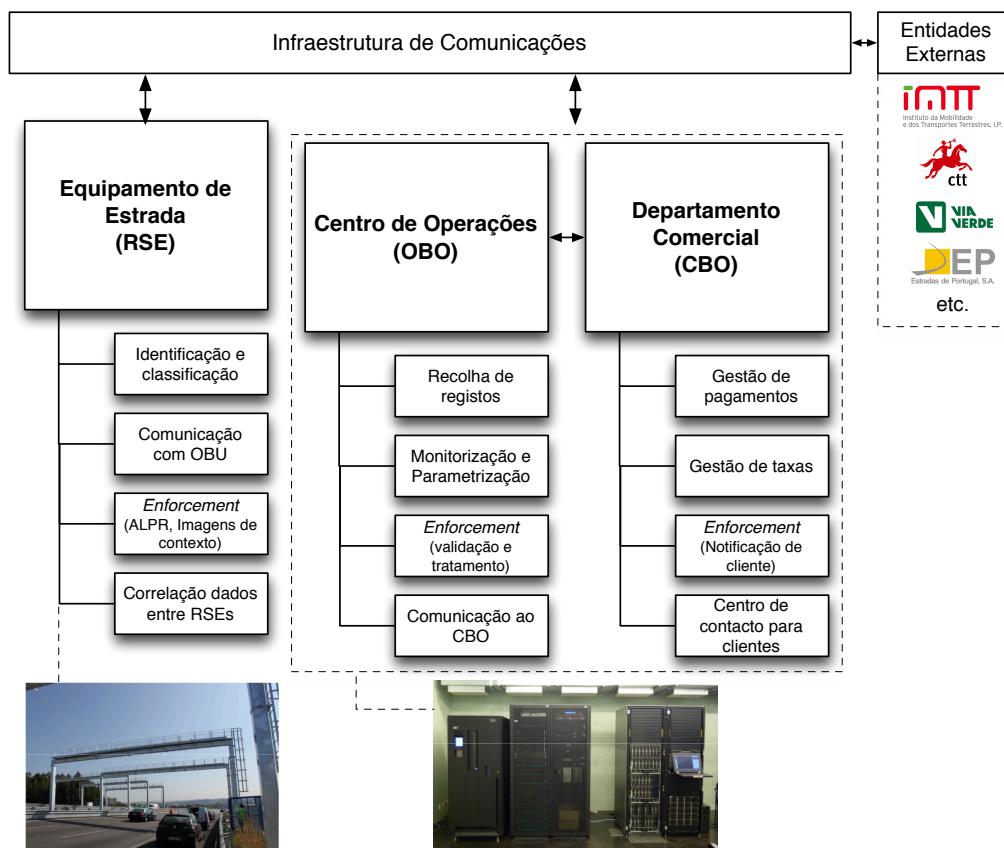 Infraestrutura de Comunicações
Entidades
Externas
imtt
Instituto da Mobilidade
e dos Transportes Terrestres, I.P.
ctt
VIA
VERDE
EP
Estradas de Portugal, S.A.
etc.
Equipamento de
Estrada
(RSE)
Identificação e
classificação
Comunicação
com OBU
Enforcement
(ALPR, Imagens de
contexto)
Correlação dados
entre RSEs
Centro de Operações
(OBO)
Recolha de
registos
Monitorização e
Parametrização
Enforcement
(validação e
tratamento)
Comunicação ao
CBO
Departamento
Comercial
(CBO)
Gestão de
pagamentos
Gestão de taxas
Enforcement
(Notificação de
cliente)
Centro de
contacto para
clientes